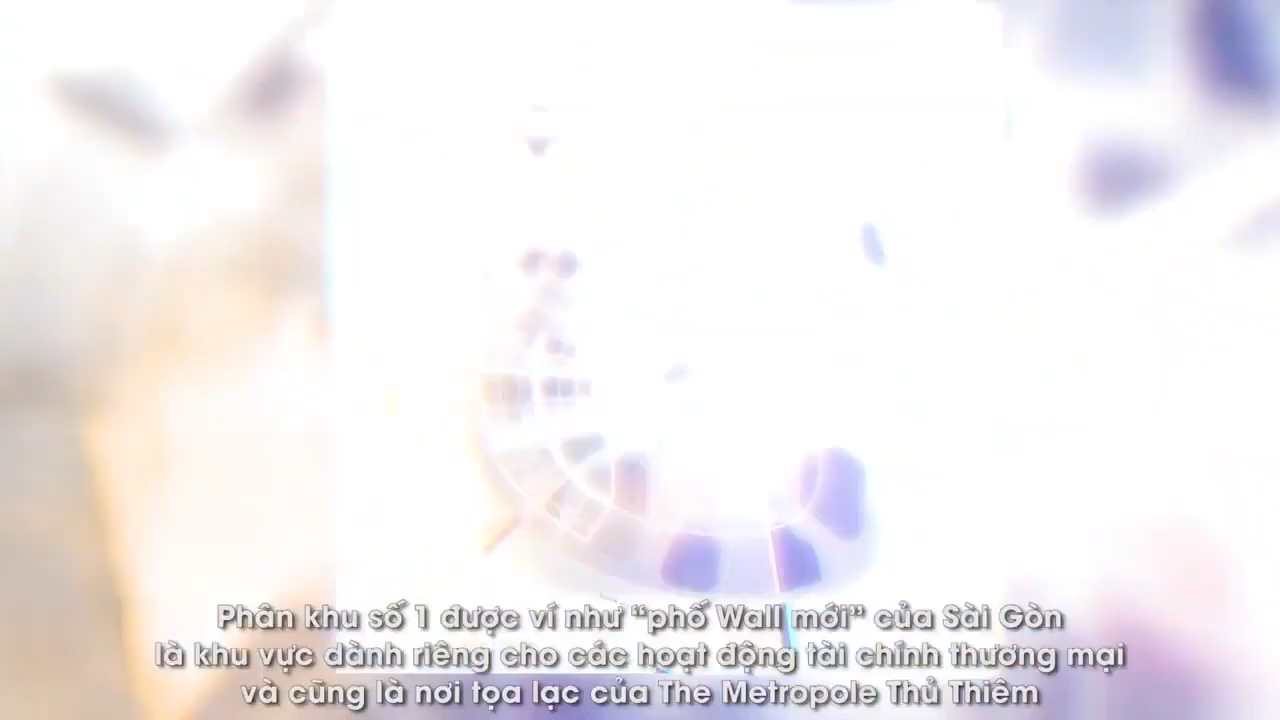 Phân khu số 1 được ví như “phố Wall mới” của Sài Gòn
là khu vực dành riêng cho các hoạt động tài chính thương mại
và cũng là nơi tọa lạc của The Metropole Thủ Thiêm